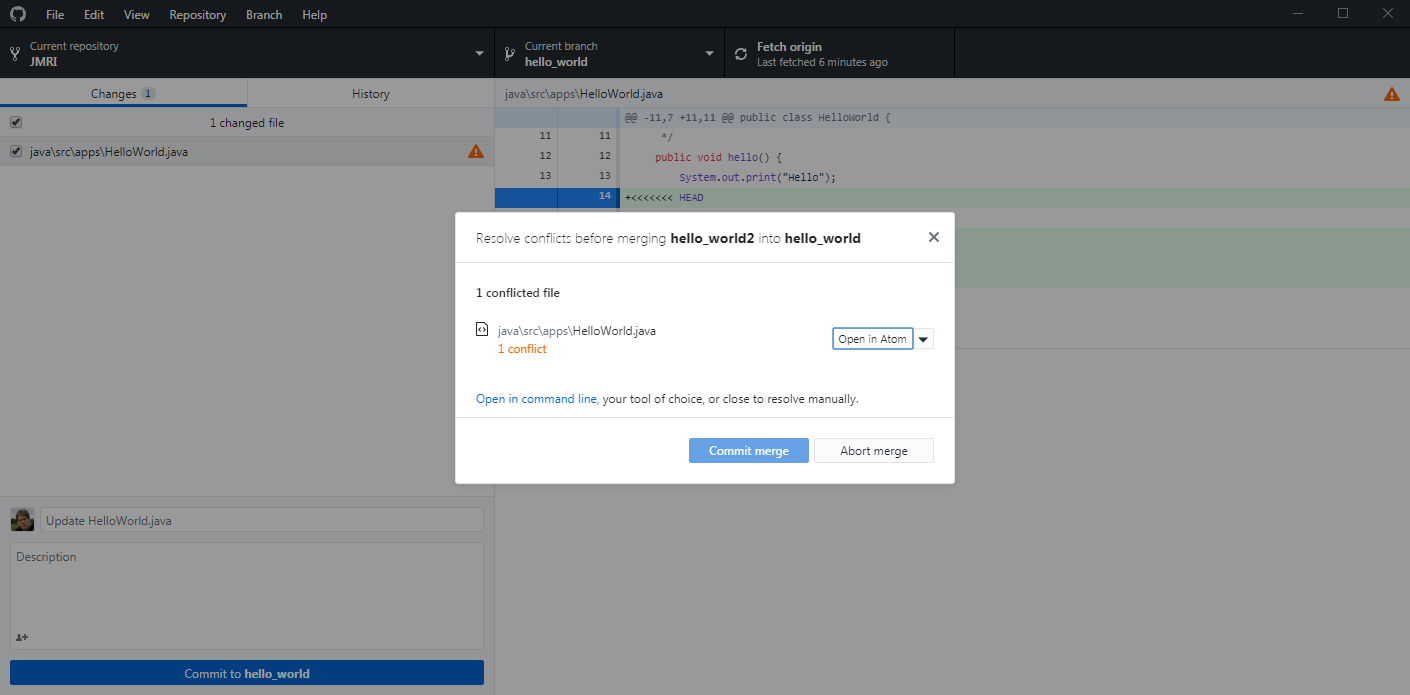 File Edit View Repository Branch Help
Current repository
JMRI
Current branch
hello_world
Fetch origin
Last fetched 6 minutes ago
Changes 1
History
1 changed file
java\src\apps\HelloWorld.java
java\src\apps\HelloWorld.java
@@ -11,7 +11,11 @@ public class HelloWorld {
11 11 */
12 12 public void hello() {
13 13 System.out.print("Hello");
14 +<<<<<<< HEAD
Resolve conflicts before merging hello_world2 into hello_world
1 conflicted file
java\src\apps\HelloWorld.java
1 conflict
Open in Atom
Open in command line, your tool of choice, or close to resolve manually.
Commit merge
Abort merge
Update HelloWorld.java
Description
Commit to hello_world